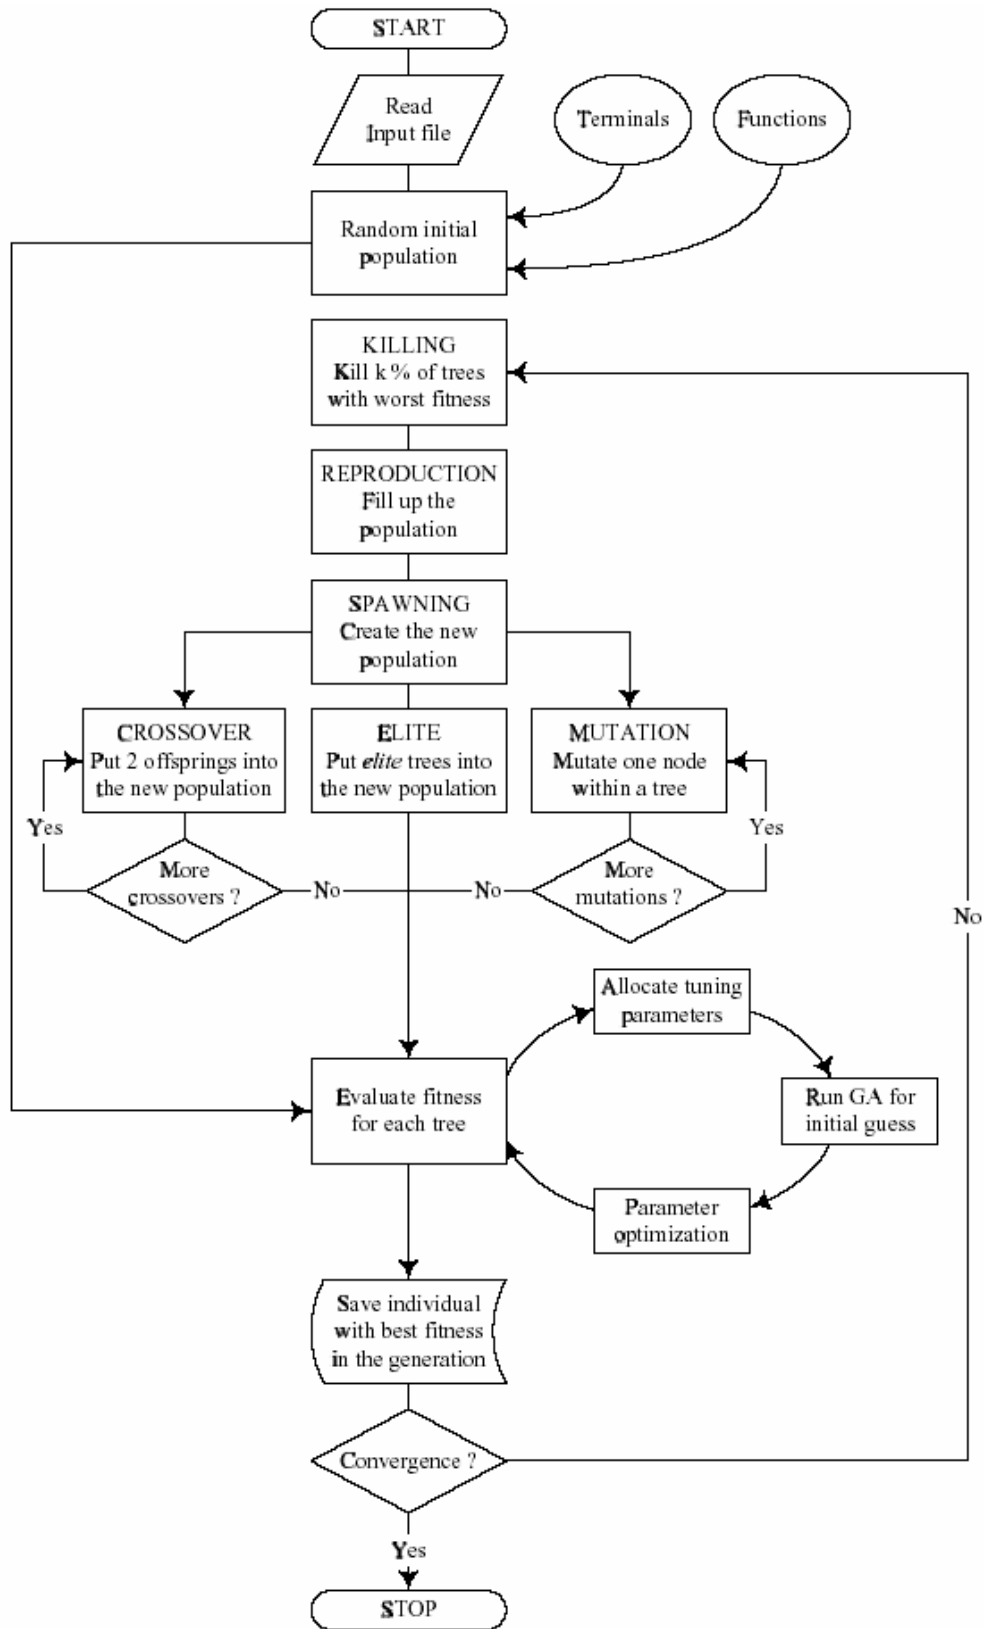 START
Read
Input file
Terminals
Functions
Random initial
population
KILLING
Kill k% of trees
with worst fitness
REPRODUCTION
Fill up the
population
SPAWNING
Create the new
population
CROSSOVER
Put 2 offsprings into
the new population
ELITE
Put elite trees into
the new population
MUTATION
Mutate one node
within a tree
Yes
More
crossovers ?
No
No
More
mutations ?
Yes
No
Allocate tuning
parameters
Evaluate fitness
for each tree
Run GA for
initial guess
Parameter
optimization
Save individual
with best fitness
in the generation
Convergence ?
Yes
STOP